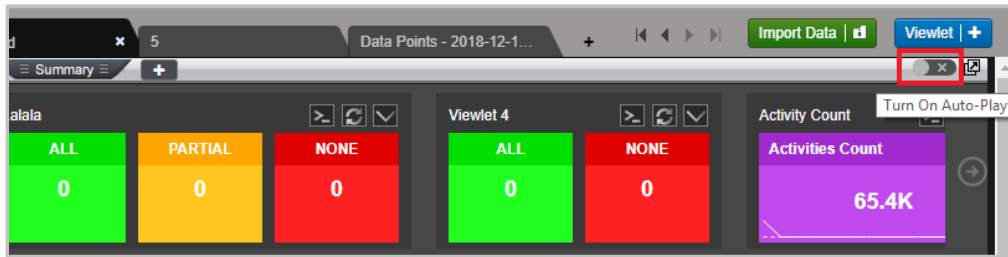 d × 5 Data Points - 2018-12-1... + Import Data Viewlet +
Summary +
Turn On Auto-Play
alala Viewlet 4 Activity Count
ALL PARTIAL NONE ALL NONE Activities Count
0 0 0 0 0 65.4K